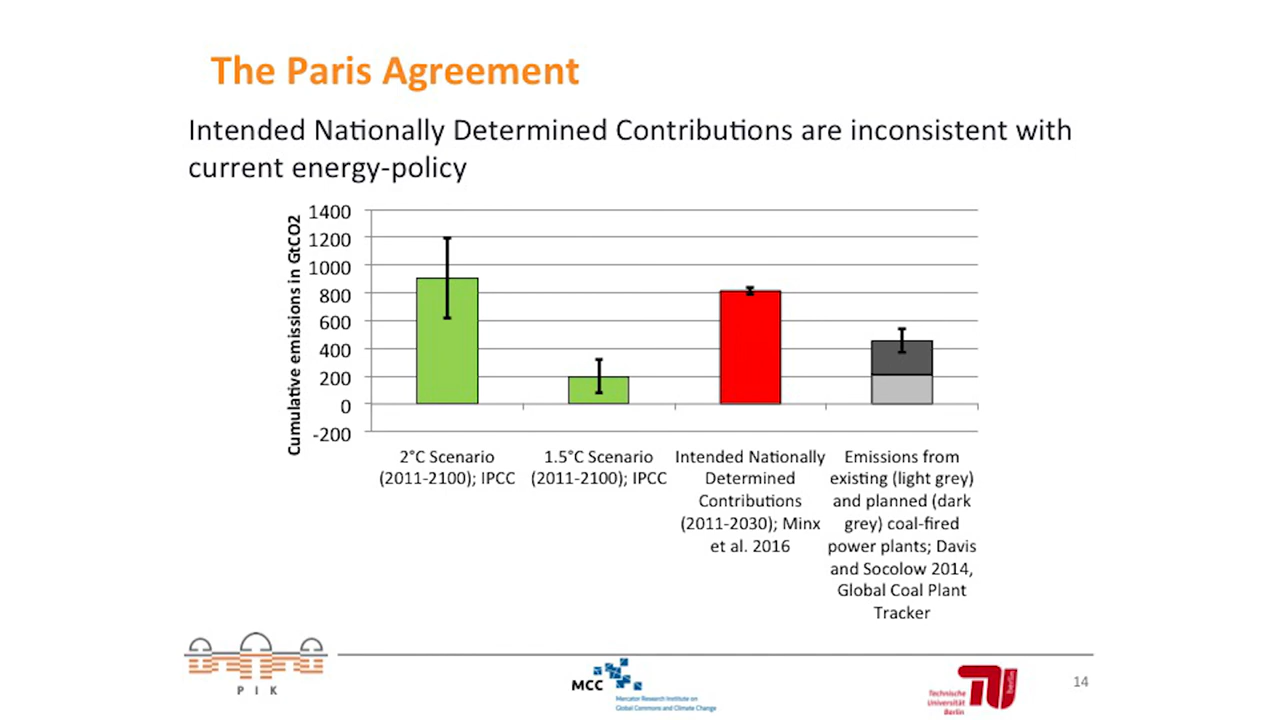 The Paris Agreement
Intended Nationally Determined Contributions are inconsistent with
current energy-policy
Cumulative emissions in GtCO2
1400
1200
1000
800
600
400
200
0
-200
2°C Scenario
(2011-2100); IPCC
1.5°C Scenario
(2011-2100); IPCC
Intended Nationally
Determined
Contributions
(2011-2030); Minx
et al. 2016
Emissions from
existing (light grey)
and planned (dark
grey) coal-fired
power plants; Davis
and Socolow 2014,
Global Coal Plant
Tracker
PIK
MCC
Mercator Research Institute on
Global Commons and Climate Change
Technische
Universität
Berlin
berlin
14